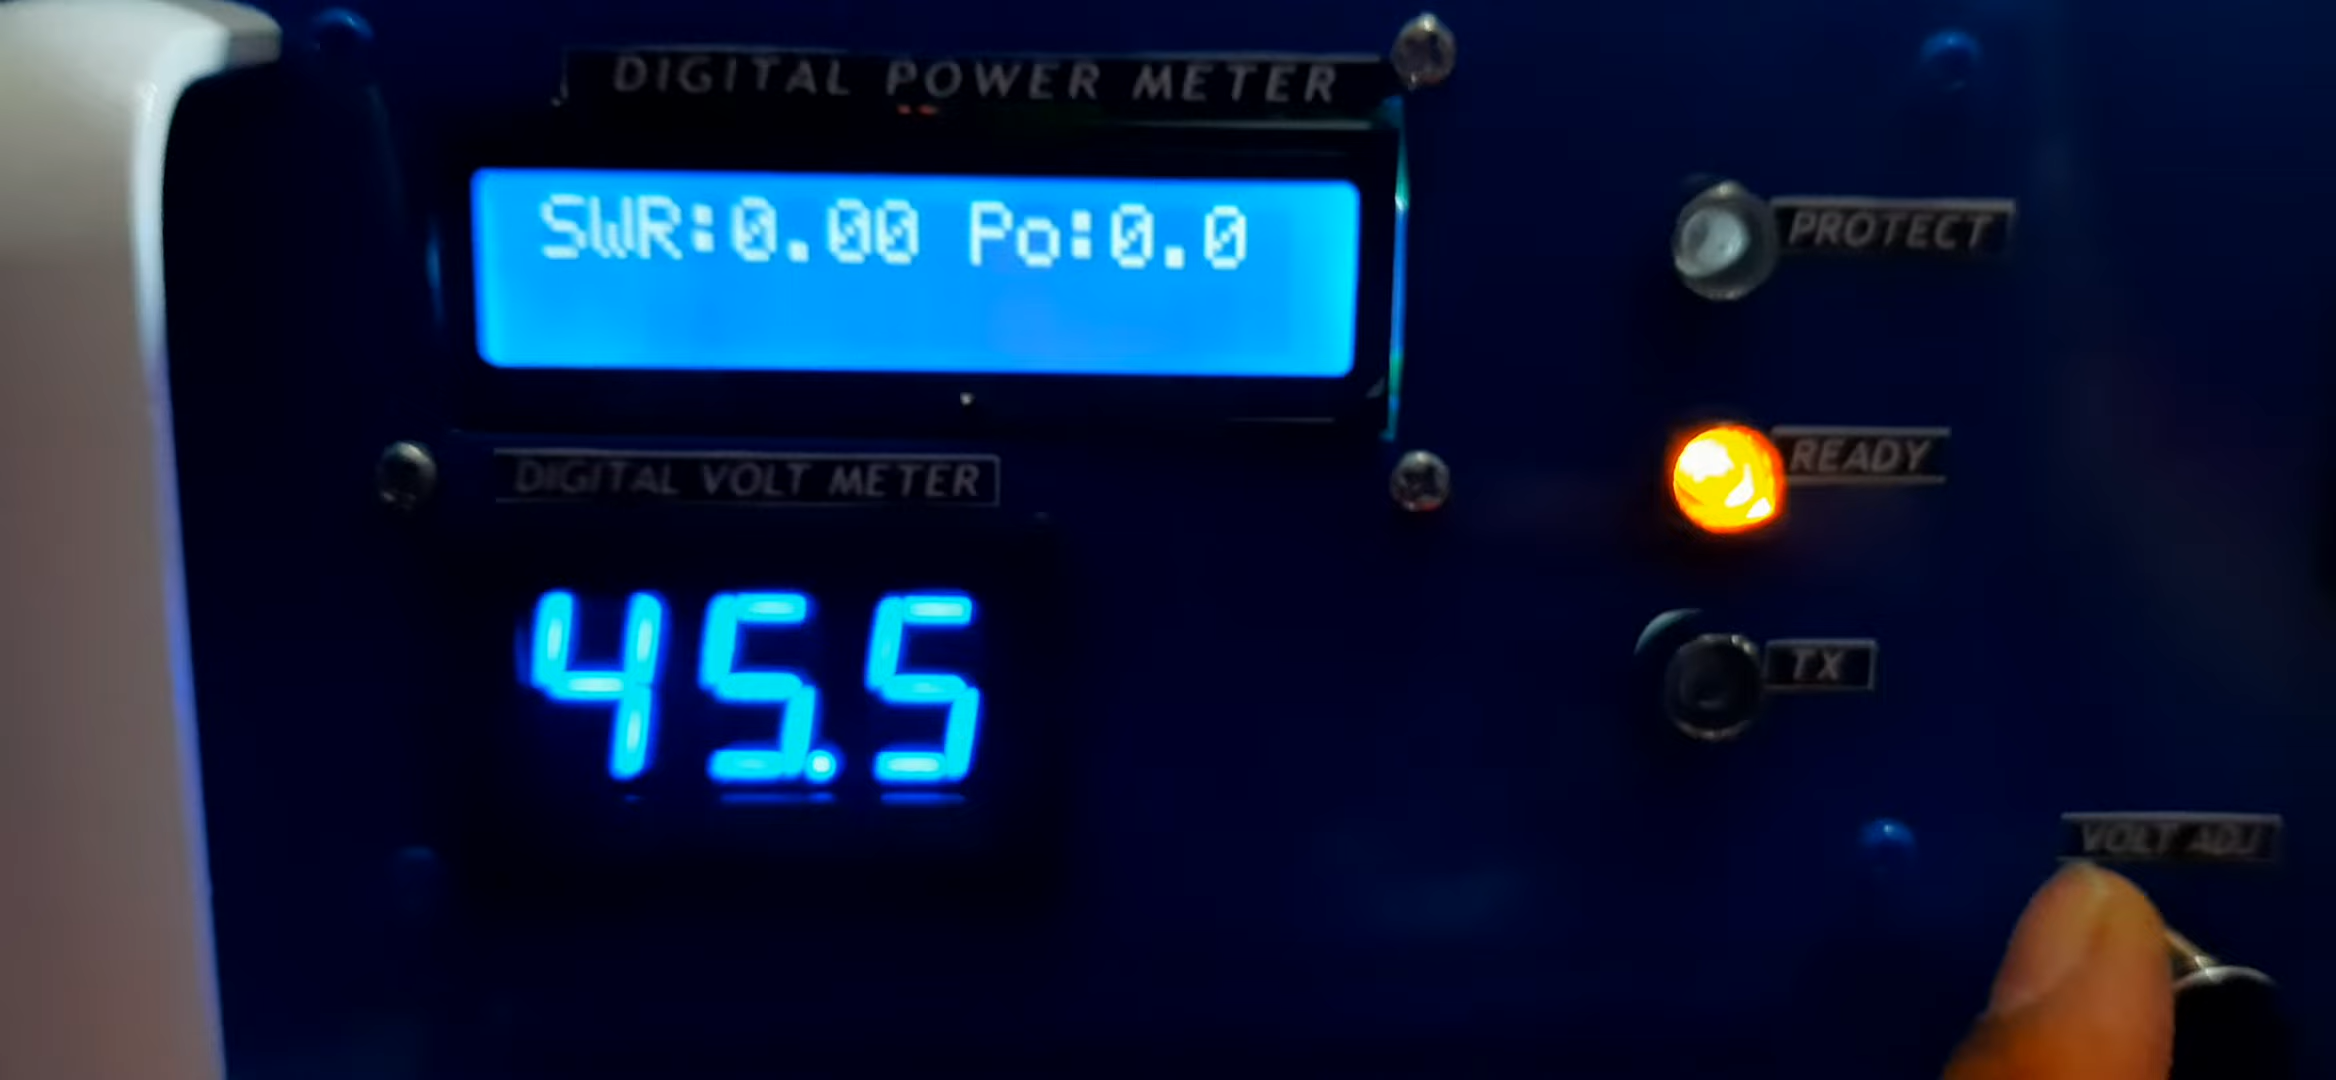 DIGITAL POWER METER
SWR:0.00 Po:0.0
PROTECT
DIGITAL VOLT METER
READY
45.5
TX
VOLT ADJ